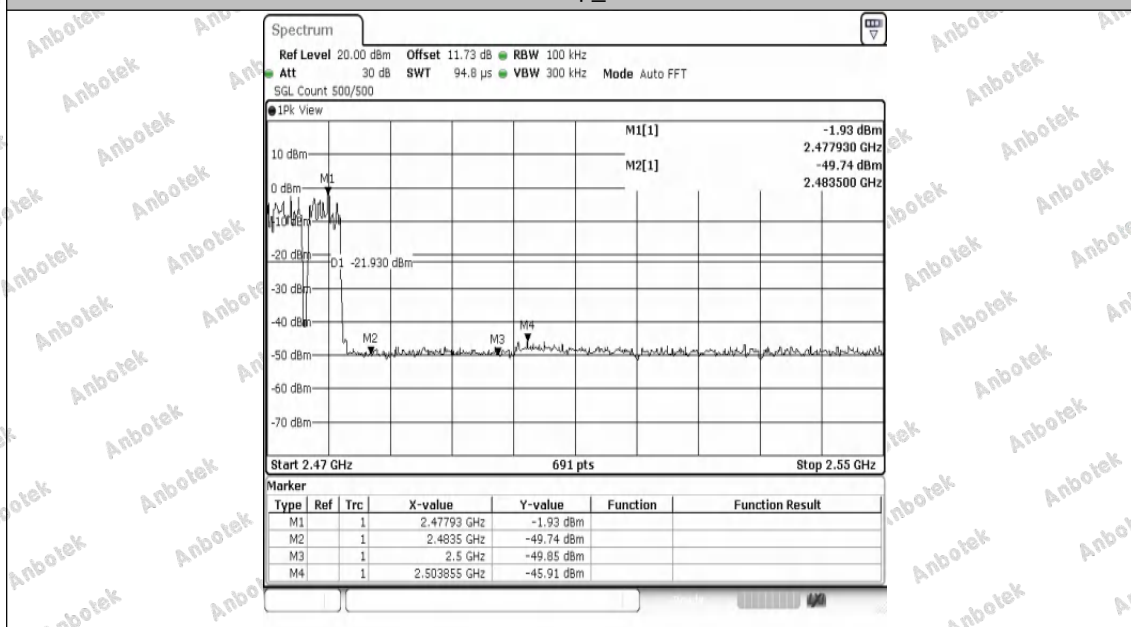 Spectrum
Ref Level 20.00 dBm Offset 11.73 dB RBW 100 kHz
Att 30 dB SWT 94.8 µs VBW 300 kHz Mode Auto FFT
SGL Count 500/500
1Pk View
M1[1] -1.93 dBm
2.477930 GHz
10 dBm
M2[1] -49.74 dBm
2.483500 GHz
M1
0 dBm
-10 dBm
-20 dBm
D1 -21.930 dBm
-30 dBm
-40 dBm
M2 M3 M4
-50 dBm
-60 dBm
-70 dBm
Start 2.47 GHz 691 pts Stop 2.55 GHz
Marker
Type Ref Trc X-value Y-value Function Function Result
M1 1 2.47793 GHz -1.93 dBm
M2 1 2.4835 GHz -49.74 dBm
M3 1 2.5 GHz -49.85 dBm
M4 1 2.503855 GHz -45.91 dBm
Anbotek